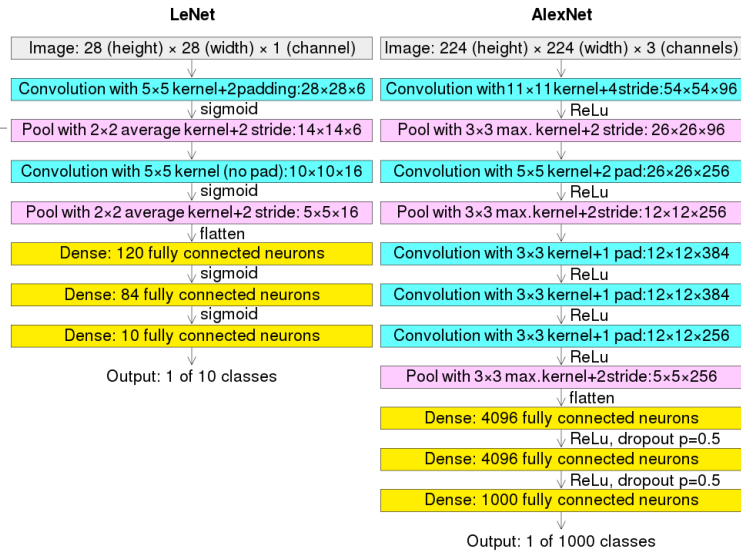 LeNet
Image: 28 (height) × 28 (width) × 1 (channel)
Convolution with 5×5 kernel+2padding:28×28×6
sigmoid
Pool with 2×2 average kernel+2 stride:14×14×6
Convolution with 5×5 kernel (no pad):10×10×16
sigmoid
Pool with 2×2 average kernel+2 stride: 5×5×16
flatten
Dense: 120 fully connected neurons
sigmoid
Dense: 84 fully connected neurons
sigmoid
Dense: 10 fully connected neurons
Output: 1 of 10 classes
AlexNet
Image: 224 (height) × 224 (width) × 3 (channels)
Convolution with 11×11 kernel+4stride:54×54×96
ReLu
Pool with 3×3 max. kernel+2 stride: 26×26×96
Convolution with 5×5 kernel+2 pad:26×26×256
ReLu
Pool with 3×3 max.kernel+2stride:12×12×256
Convolution with 3×3 kernel+1 pad:12×12×384
ReLu
Convolution with 3×3 kernel+1 pad:12×12×384
ReLu
Convolution with 3×3 kernel+1 pad:12×12×256
ReLu
Pool with 3×3 max.kernel+2stride:5×5×256
flatten
Dense: 4096 fully connected neurons
ReLu, dropout p=0.5
Dense: 4096 fully connected neurons
ReLu, dropout p=0.5
Dense: 1000 fully connected neurons
Output: 1 of 1000 classes